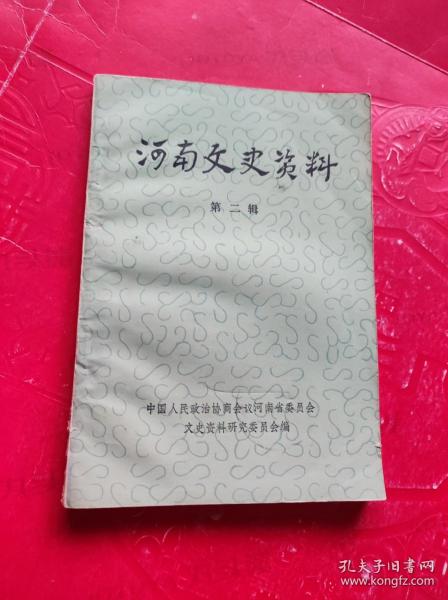 河南文史资料
第二辑
中国人民政治协商会议河南省委员会
文史资料研究委员会编
孔夫子旧书网
www.kongfz.com